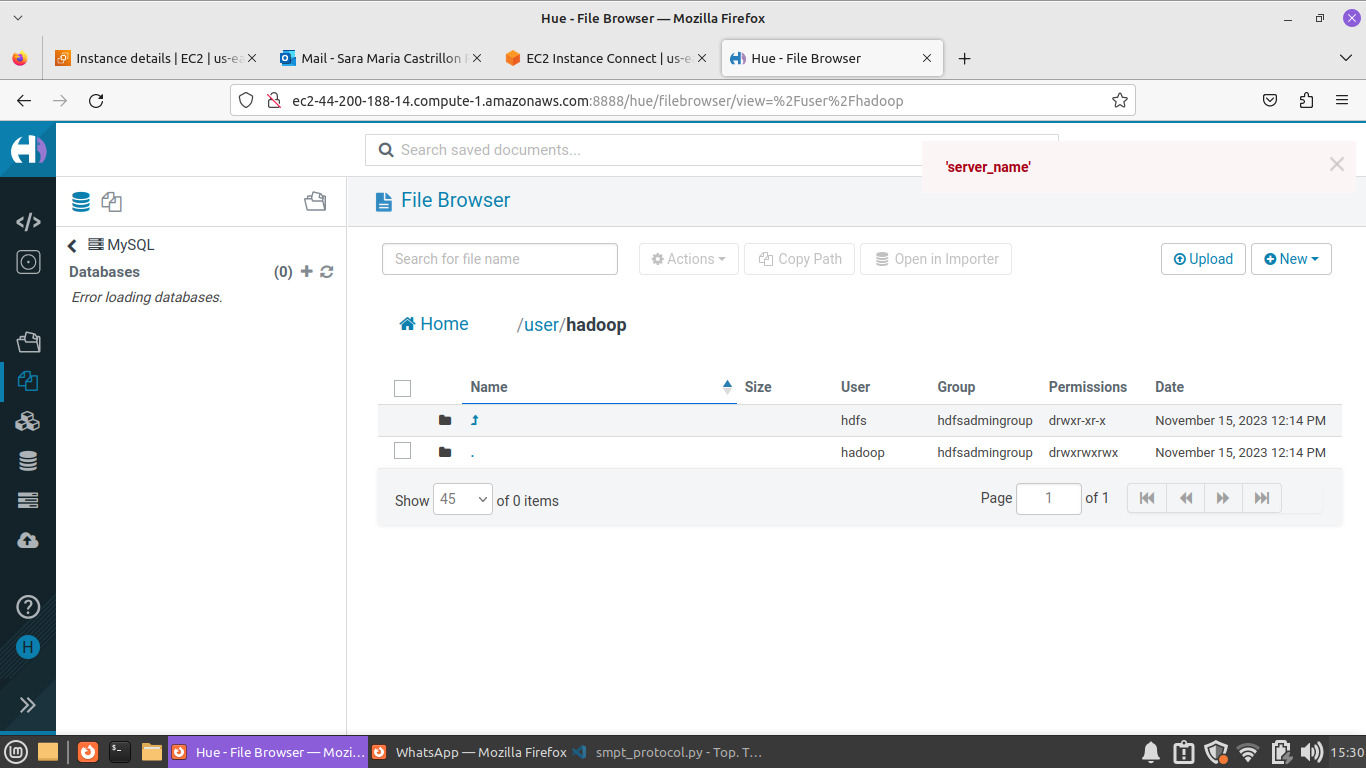 Hue - File Browser — Mozilla Firefox
Instance details | EC2 | us-ea
Mail - Sara Maria Castrillon
EC2 Instance Connect | us-e
Hue - File Browser
ec2-44-200-188-14.compute-1.amazonaws.com:8888/hue/filebrowser/view=%2Fuser%2Fhadoop
Search saved documents...
'server_name'
File Browser
MySQL
Databases (0)
Error loading databases.
Search for file name
Actions
Copy Path
Open in Importer
Upload
New
Home
/user/hadoop
Name Size User Group Permissions Date
hdfs hdfsadmingroup drwxr-xr-x November 15, 2023 12:14 PM
. hadoop hdfsadmingroup drwxrwxrwx November 15, 2023 12:14 PM
Show 45 of 0 items
Page 1 of 1
H
Hue - File Browser — Mozi...
WhatsApp — Mozilla Firefox
smpt_protocol.py - Top. T...
15:30